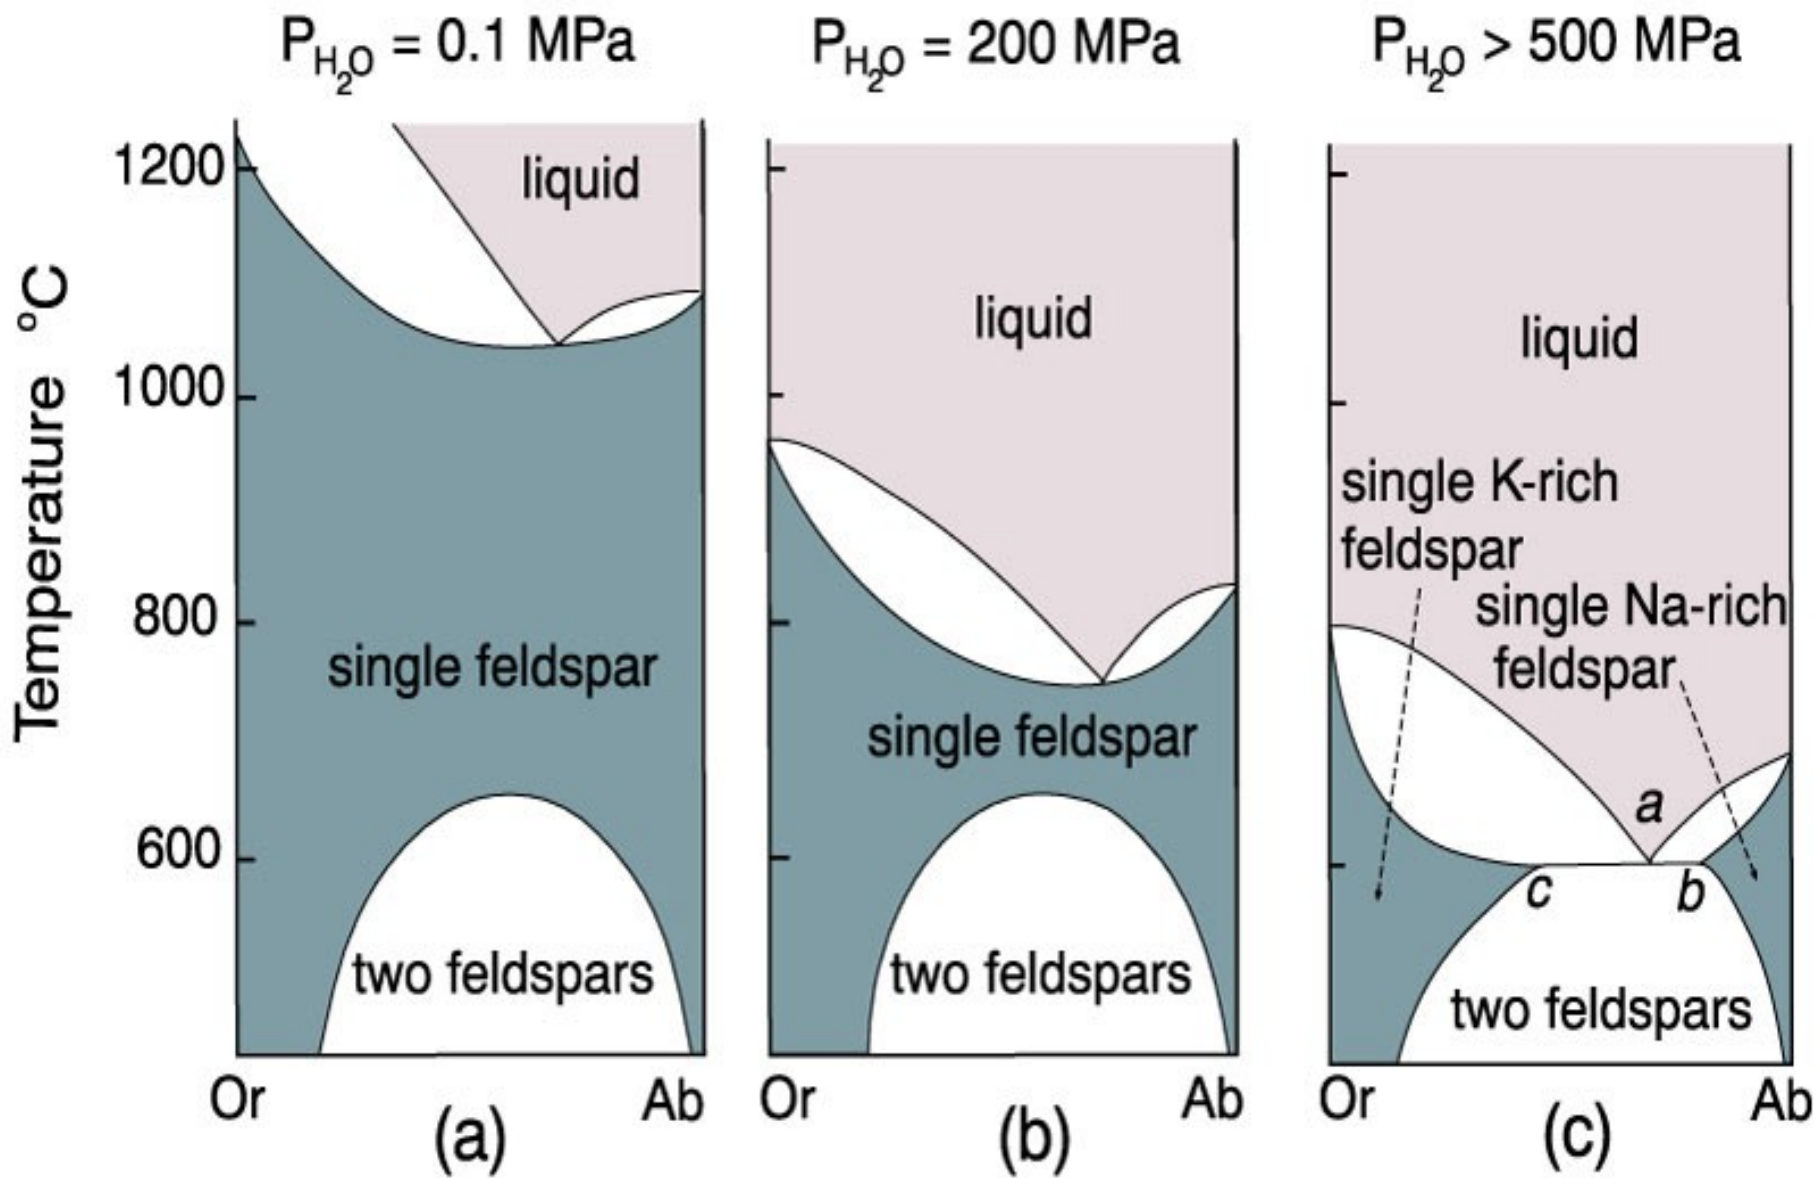 P_H₂O = 0.1 MPa
P_H₂O = 200 MPa
P_H₂O > 500 MPa
Temperature °C
1200
1000
800
600
liquid
single feldspar
two feldspars
Or
Ab
(a)
liquid
single feldspar
two feldspars
Or
Ab
(b)
liquid
single K-rich
feldspar
single Na-rich
feldspar
a
c
b
two feldspars
Or
Ab
(c)